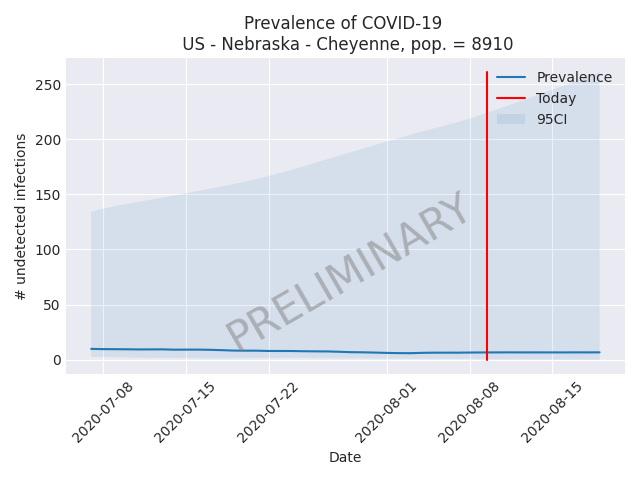 Prevalence of COVID-19
US - Nebraska - Cheyenne, pop. = 8910
# undetected infections
250
200
150
100
50
0
Prevalence
Today
95CI
PRELIMINARY
2020-07-08
2020-07-15
2020-07-22
2020-08-01
2020-08-08
2020-08-15
Date